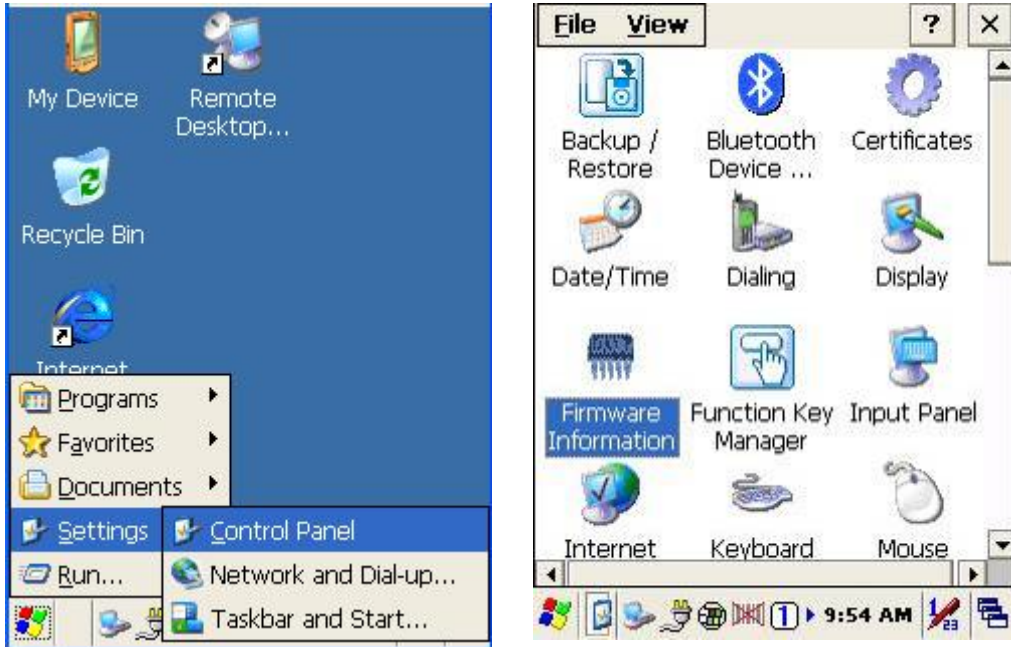 My Device
Remote
Desktop...
Recycle Bin
Internet
Programs
Favorites
Documents
Settings
Run...
Control Panel
Network and Dial-up...
Taskbar and Start...
File View ? ×
Backup /
Restore
Bluetooth
Device ...
Certificates
Date/Time
Dialing
Display
Firmware
Information
Function Key
Manager
Input Panel
Internet
Keyboard
Mouse
1 9:54 AM